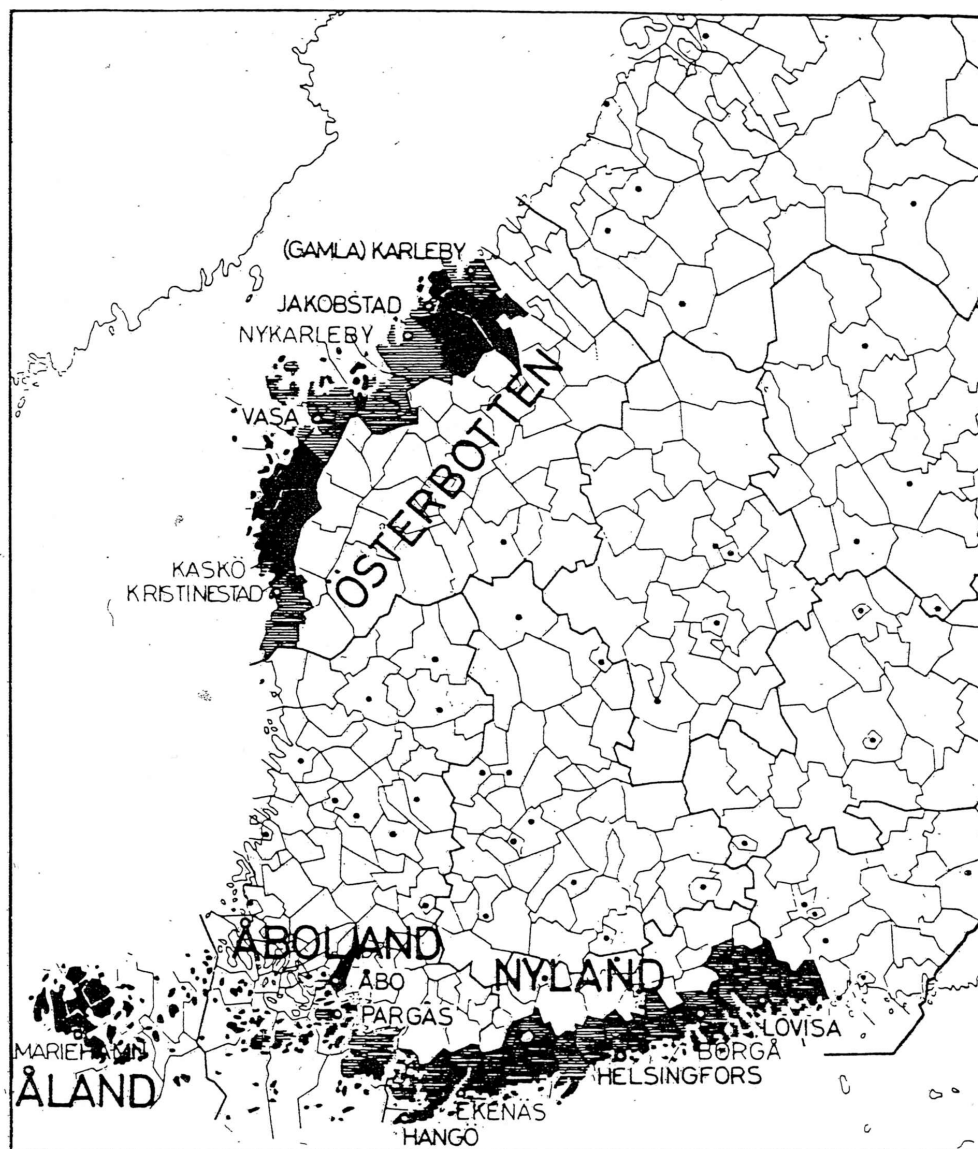 (GAMLA) KARLEBY
JAKOBSTAD
NYKARLEBY
VASA
ÖSTERBOTTEN
KASKÖ
KRISTINESTAD
ÅBOLAND
ÅBO
NYLAND
PARGAS
LOVISA
BORGÅ
MARIEHAMN
HELSINGFORS
ÅLAND
EKENÄS
HANGÖ